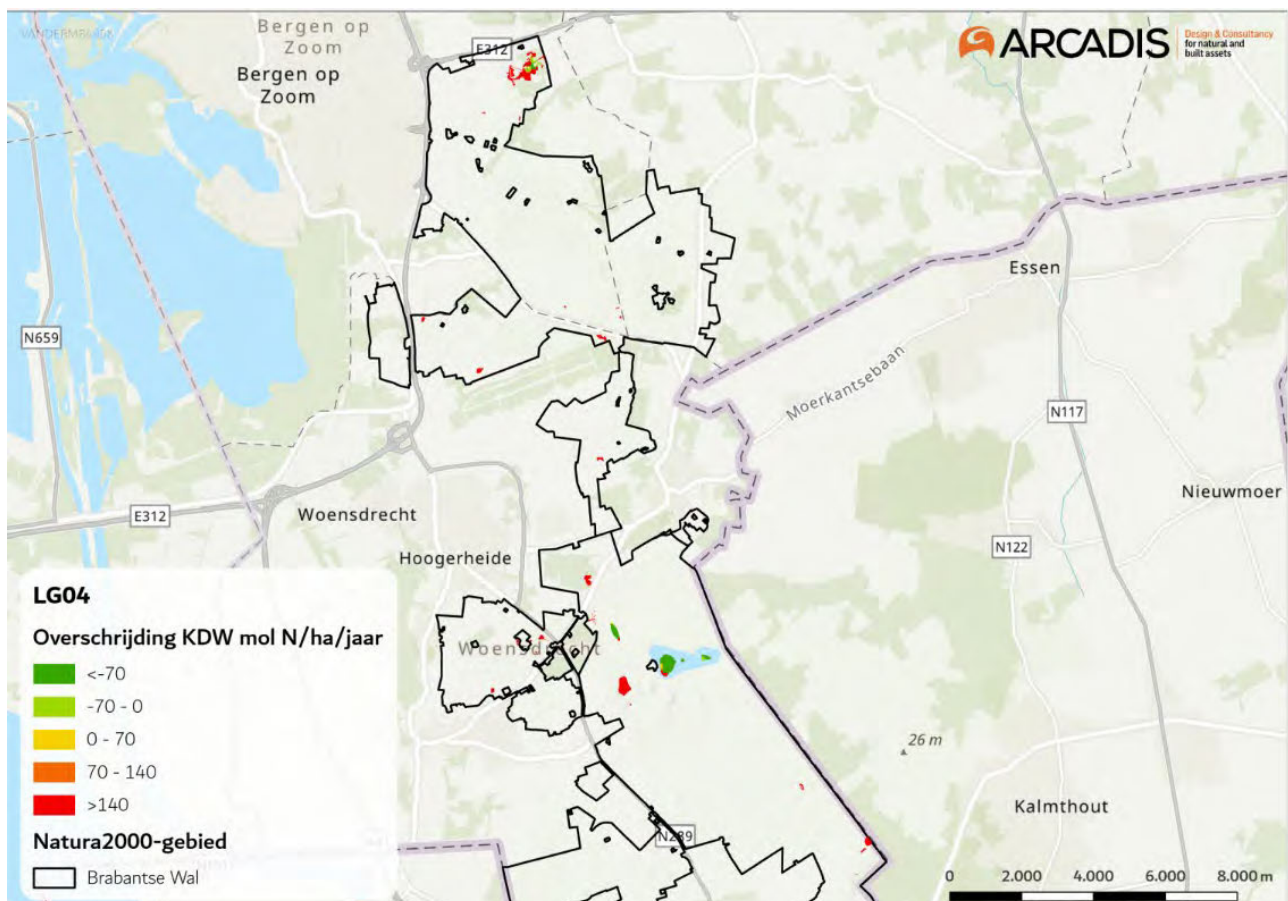 Bergen op
Zoom
E312
ARCADIS
Design & Consultancy
for natural and
built assets
Bergen op
Zoom
Essen
N659
Moerkantsebaan
N117
Nieuwmoer
E312
Woensdrecht
N122
Hoogerheide
Woensdrecht
26 m
Kalmthout
N289
LG04
Overschrijding KDW mol N/ha/jaar
<-70
-70 - 0
0 - 70
70 - 140
>140
Natura2000-gebied
Brabantse Wal
0 2.000 4.000 6.000 8.000 m